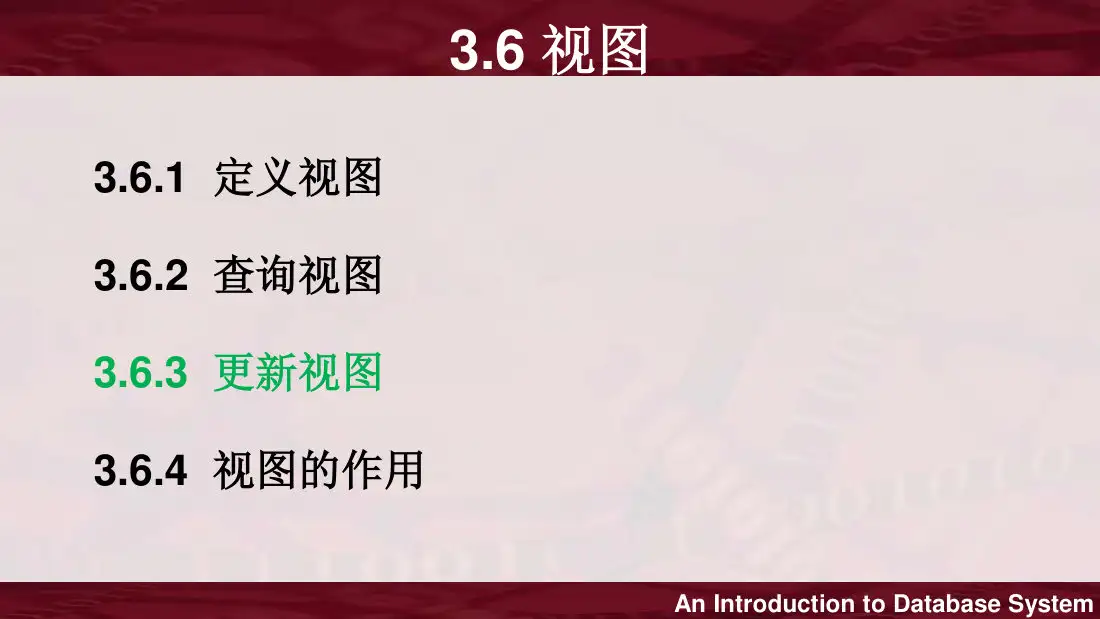 3.6 视图
3.6.1 定义视图
3.6.2 查询视图
3.6.3 更新视图
3.6.4 视图的作用
An Introduction to Database System